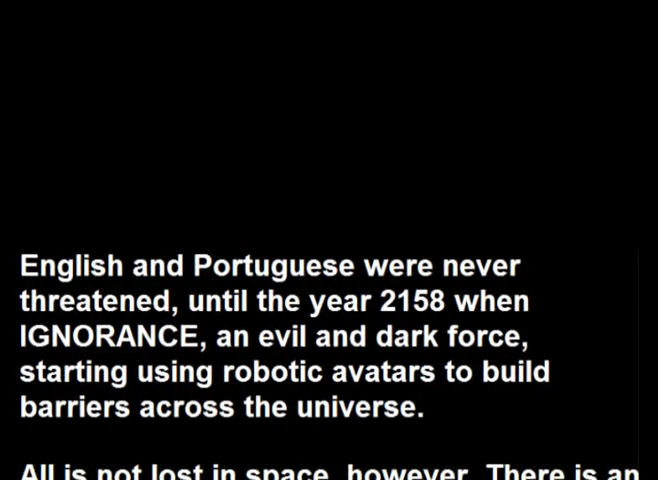 English and Portuguese were never
threatened, until the year 2158 when
IGNORANCE, an evil and dark force,
starting using robotic avatars to build
barriers across the universe.
All is not lost in space, however. There is an